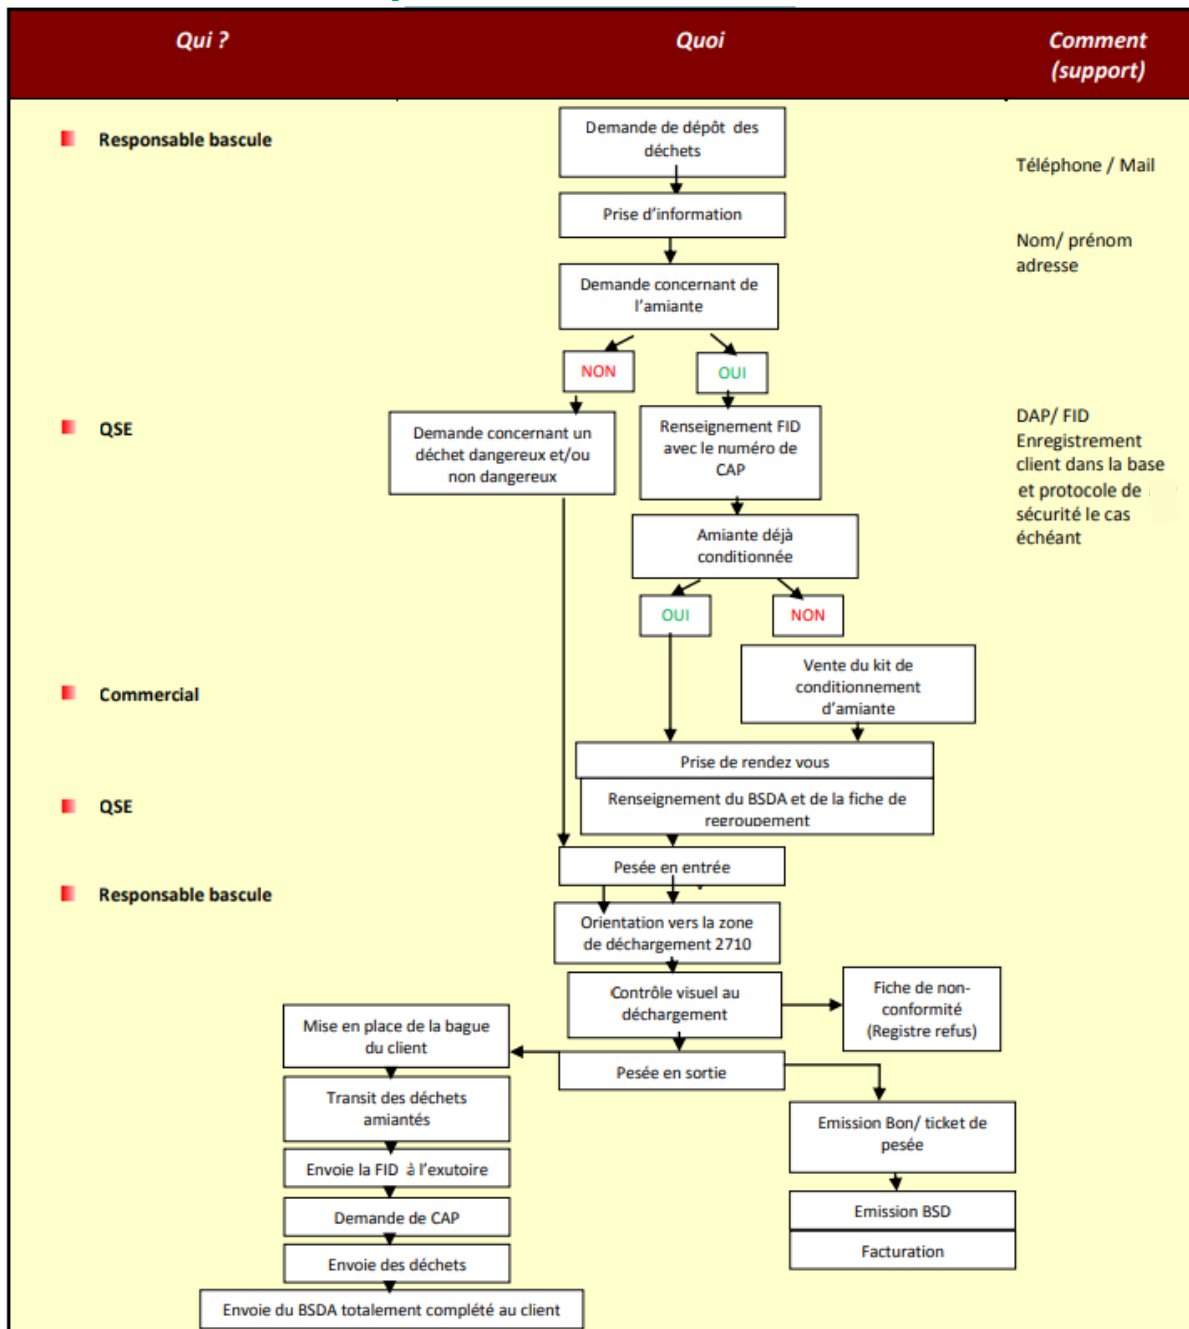 Qui ?
Quoi
Comment
(support)
Responsable bascule
Demande de dépôt des
déchets
Téléphone / Mail
Prise d'information
Nom/ prénom
adresse
Demande concernant de
l'amiante
NON
OUI
QSE
Demande concernant un
déchet dangereux et/ou
non dangereux
Renseignement FID
avec le numéro de
CAP
DAP/ FID
Enregistrement
client dans la base
et protocole de
sécurité le cas
échéant
Amiante déjà
conditionnée
OUI
NON
Commercial
Vente du kit de
conditionnement
d'amiante
Prise de rendez vous
QSE
Renseignement du BSDA et de la fiche de
regroupement
Pesée en entrée
Responsable bascule
Orientation vers la zone
de déchargement 2710
Contrôle visuel au
déchargement
Fiche de non-
conformité
(Registre refus)
Mise en place de la bague
du client
Pesée en sortie
Transit des déchets
amiantés
Emission Bon/ ticket de
pesée
Envoie la FID à l'exutoire
Demande de CAP
Emission BSD
Envoie des déchets
Facturation
Envoie du BSDA totalement complété au client